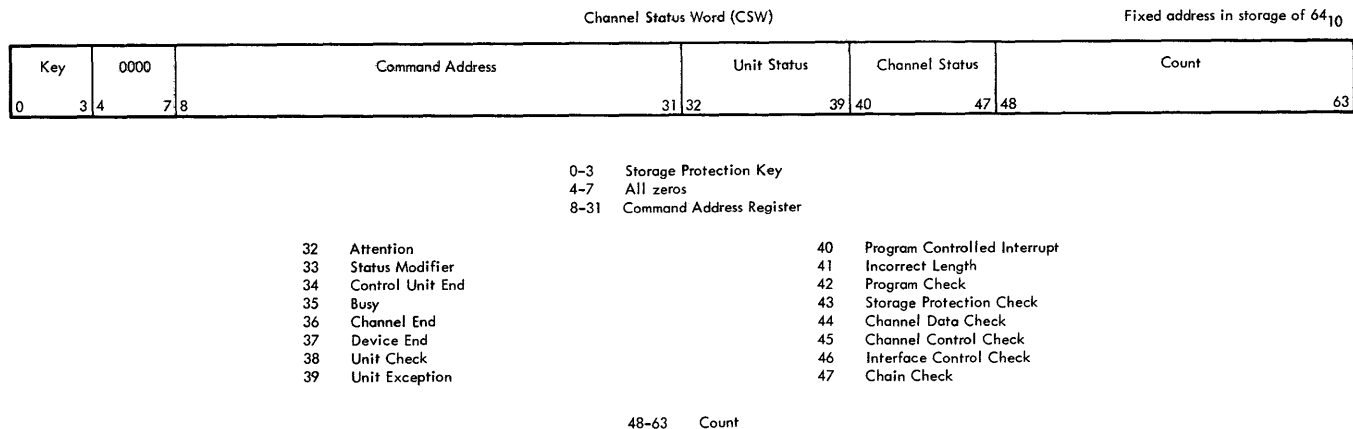 Channel Status Word (CSW) Fixed address in storage of 64₁₀
Key 0000 Command Address Unit Status Channel Status Count
0 3 4 7 8 31 32 39 40 47 48 63
0-3 Storage Protection Key
4-7 All zeros
8-31 Command Address Register
32 Attention 40 Program Controlled Interrupt
33 Status Modifier 41 Incorrect Length
34 Control Unit End 42 Program Check
35 Busy 43 Storage Protection Check
36 Channel End 44 Channel Data Check
37 Device End 45 Channel Control Check
38 Unit Check 46 Interface Control Check
39 Unit Exception 47 Chain Check
48-63 Count